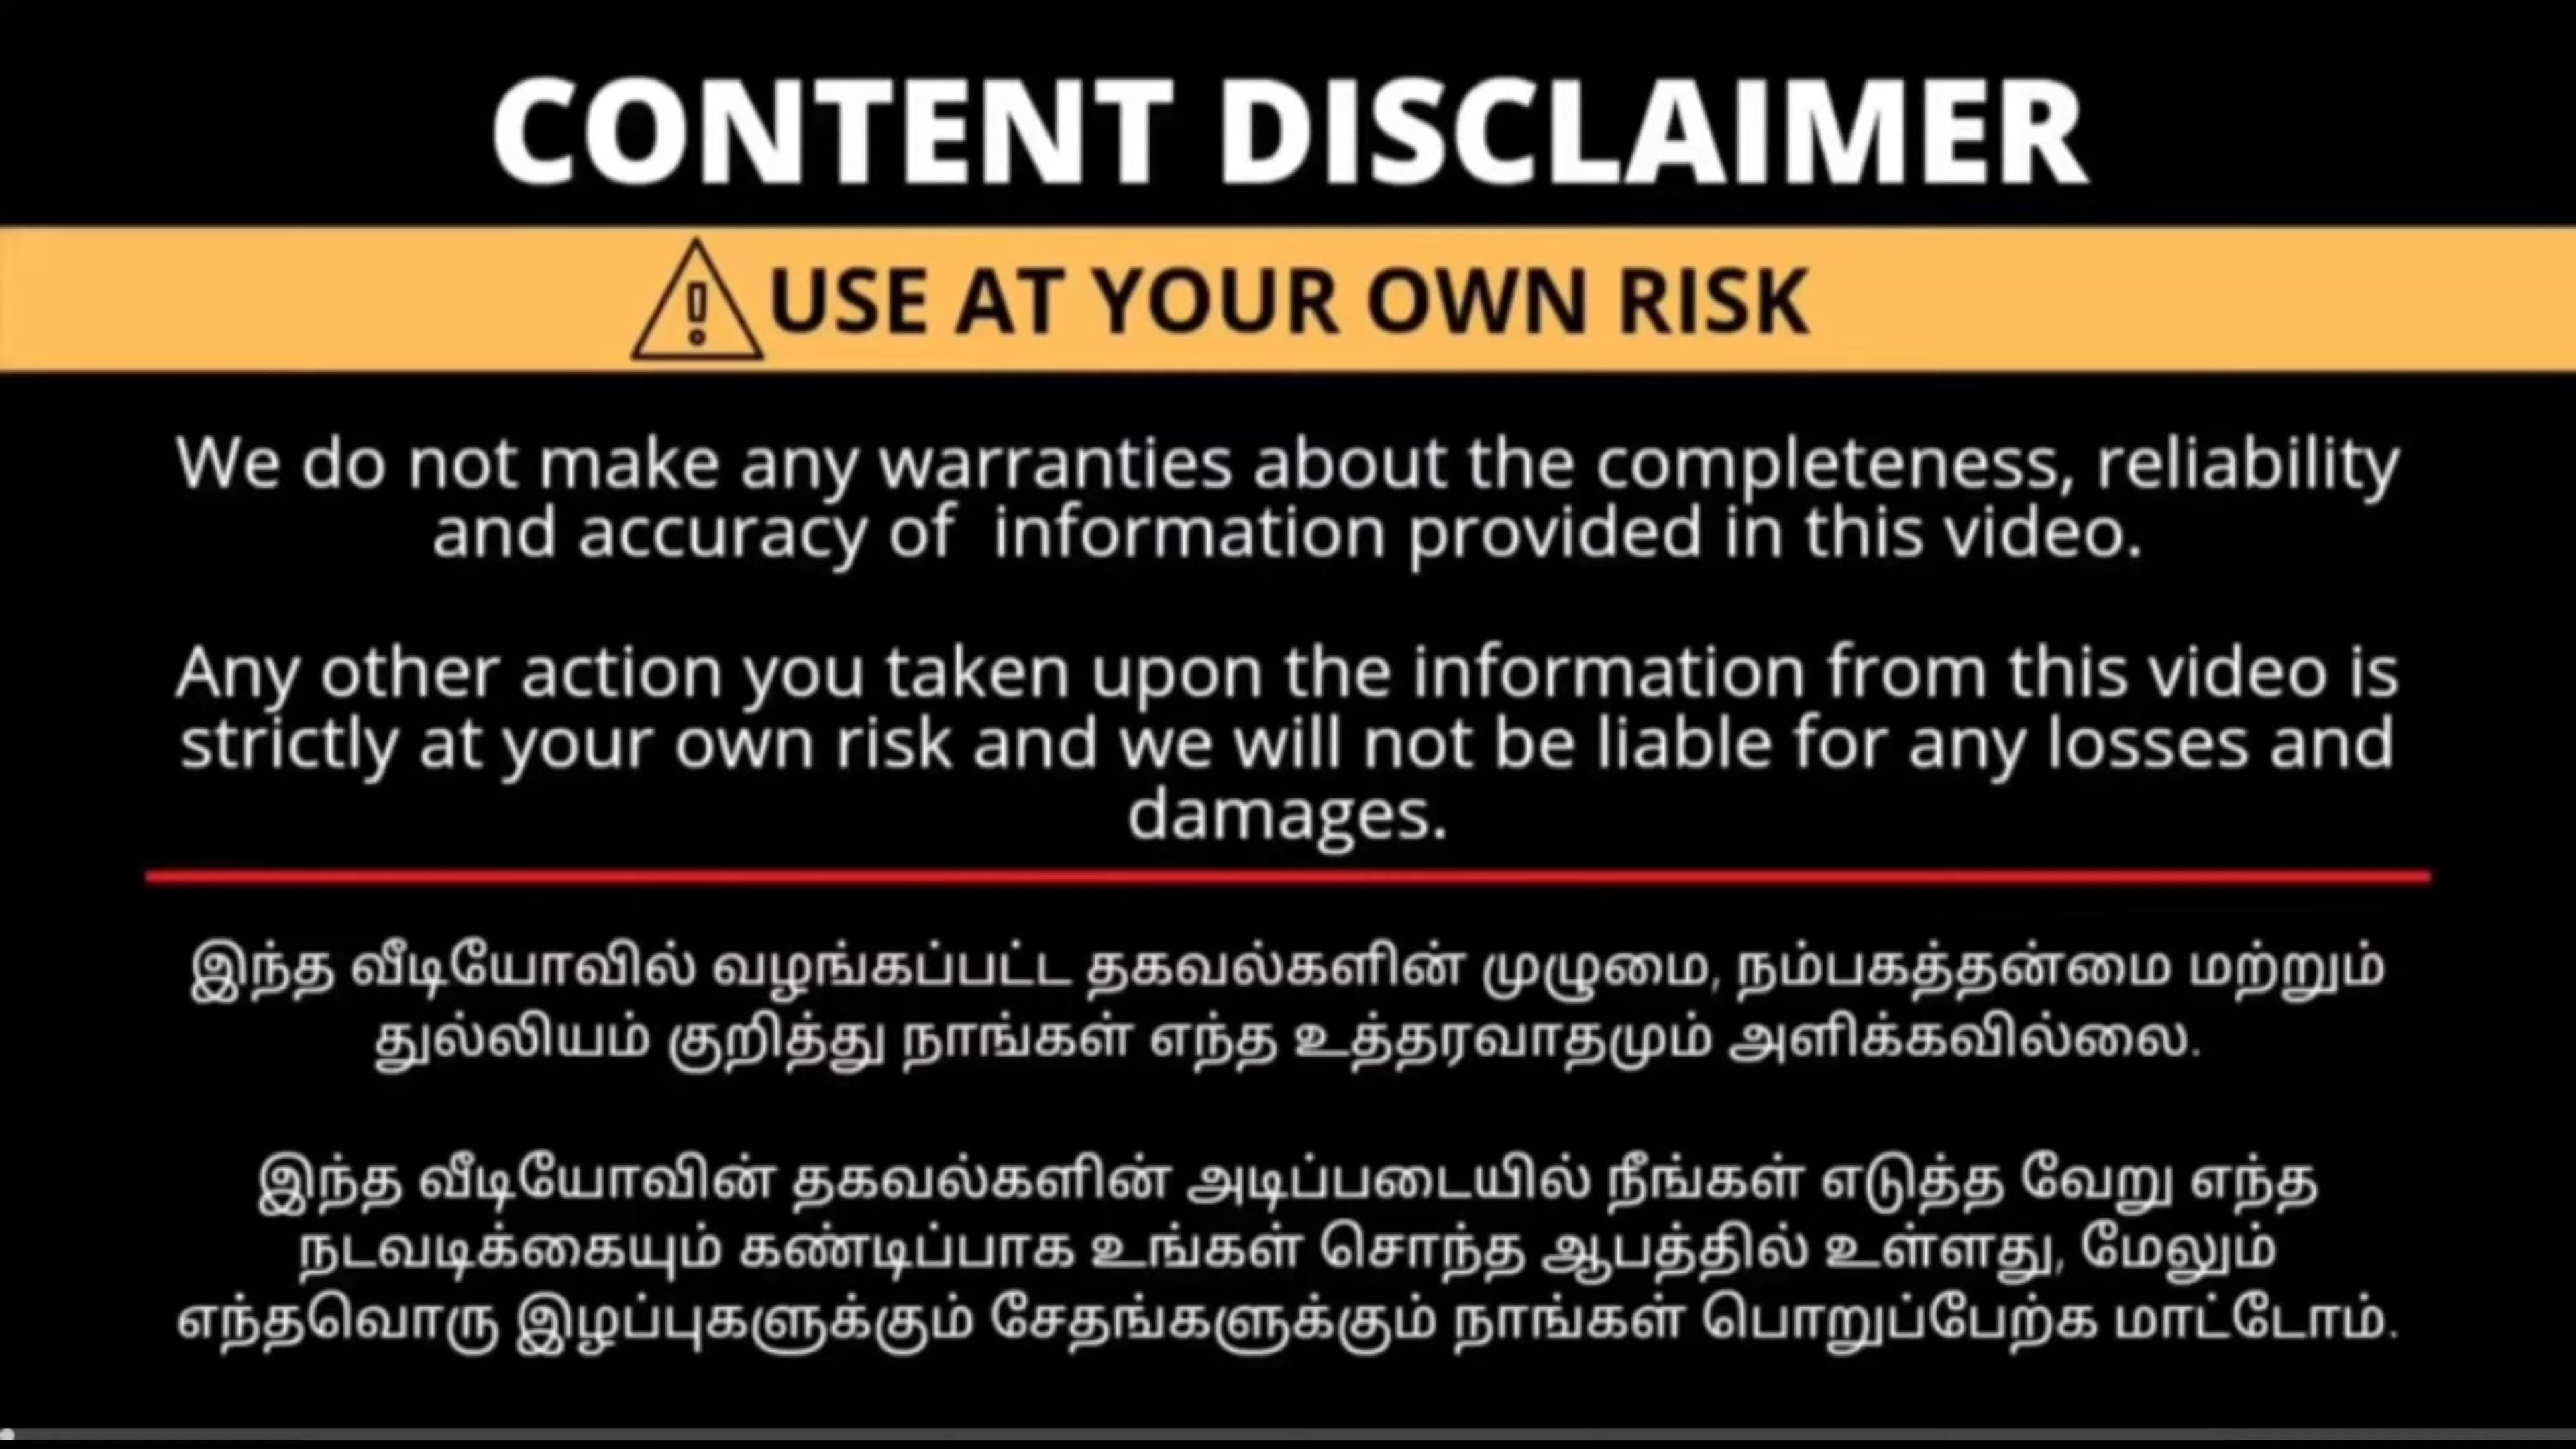 CONTENT DISCLAIMER
USE AT YOUR OWN RISK
We do not make any warranties about the completeness, reliability
and accuracy of  information provided in this video.
Any other action you taken upon the information from this video is
strictly at your own risk and we will not be liable for any losses and
damages.
இந்த வீடியோவில் வழங்கப்பட்ட தகவல்களின் முழுமை, நம்பகத்தன்மை மற்றும்
துல்லியம் குறித்து நாங்கள் எந்த உத்தரவாதமும் அளிக்கவில்லை.
இந்த வீடியோவின் தகவல்களின் அடிப்படையில் நீங்கள் எடுத்த வேறு எந்த
நடவடிக்கையும் கண்டிப்பாக உங்கள் சொந்த ஆபத்தில் உள்ளது, மேலும்
எந்தவொரு இழப்புகளுக்கும் சேதங்களுக்கும் நாங்கள் பொறுப்பேற்க மாட்டோம்.